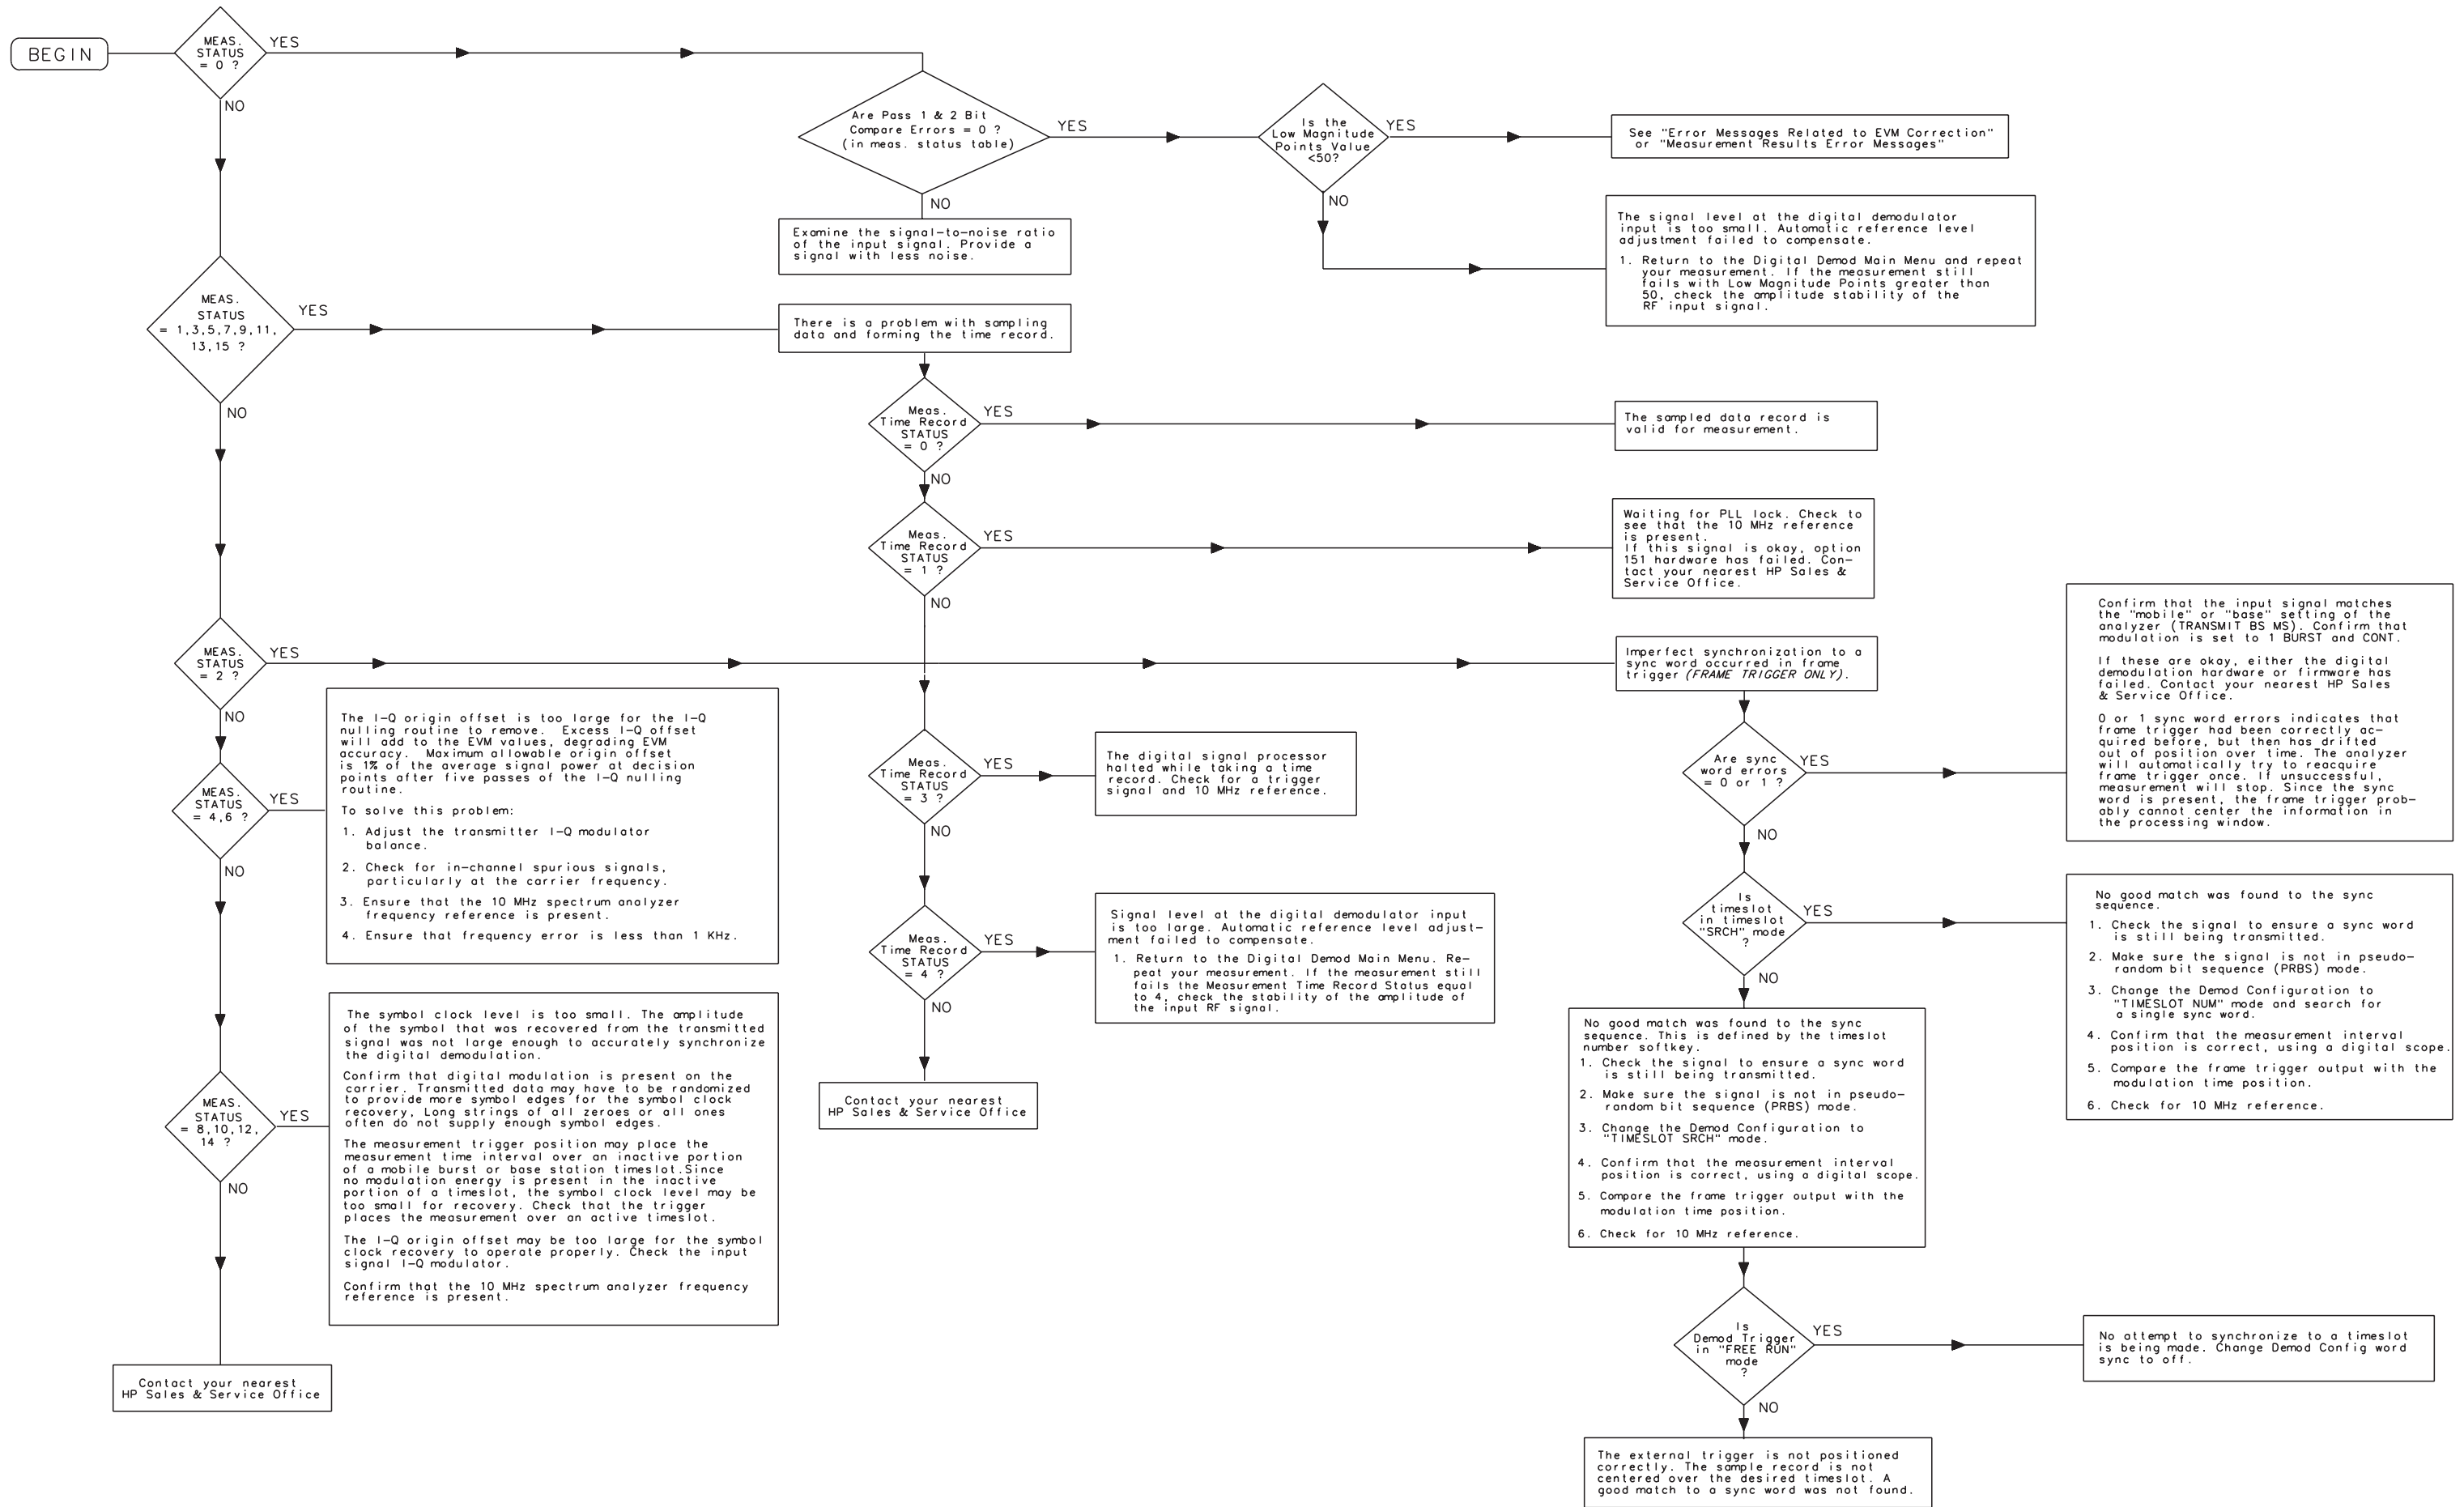 BEGIN
MEAS.
STATUS
= 0 ?
YES
NO
Are Pass 1 & 2 Bit
Compare Errors = 0 ?
(in meas. status table)
YES
NO
Is the
Low Magnitude
Points Value
<50?
YES
NO
See "Error Messages Related to EVM Correction"
or "Measurement Results Error Messages"
Examine the signal-to-noise ratio
of the input signal. Provide a
signal with less noise.
The signal level at the digital demodulator
input is too small. Automatic reference level
adjustment failed to compensate.
1. Return to the Digital Demod Main Menu and repeat
your measurement. If the measurement still
fails with Low Magnitude Points greater than
50, check the amplitude stability of the
RF input signal.
MEAS.
STATUS
= 1,3,5,7,9,11,
13,15 ?
YES
NO
There is a problem with sampling
data and forming the time record.
Meas.
Time Record
STATUS
= 0 ?
YES
NO
The sampled data record is
valid for measurement.
Meas.
Time Record
STATUS
= 1 ?
YES
NO
Waiting for PLL lock. Check to
see that the 10 MHz reference
is present.
If this signal is okay, option
151 hardware has failed. Con-
tact your nearest HP Sales &
Service Office.
MEAS.
STATUS
= 2 ?
YES
NO
Imperfect synchronization to a
sync word occurred in frame
trigger (FRAME TRIGGER ONLY).
Confirm that the input signal matches
the "mobile" or "base" setting of the
analyzer (TRANSMIT BS MS). Confirm that
modulation is set to 1 BURST and CONT.
If these are okay, either the digital
demodulation hardware or firmware has
failed. Contact your nearest HP Sales
& Service Office.
0 or 1 sync word errors indicates that
frame trigger had been correctly ac-
quired before, but then has drifted
out of position over time. The analyzer
will automatically try to reacquire
frame trigger once. If unsuccessful,
measurement will stop. Since the sync
word is present, the frame trigger prob-
ably cannot center the information in
the processing window.
The I-Q origin offset is too large for the I-Q
nulling routine to remove. Excess I-Q offset
will add to the EVM values, degrading EVM
accuracy. Maximum allowable origin offset
is 1% of the average signal power at decision
points after five passes of the I-Q nulling
routine.
To solve this problem:
1. Adjust the transmitter I-Q modulator
balance.
2. Check for in-channel spurious signals,
particularly at the carrier frequency.
3. Ensure that the 10 MHz spectrum analyzer
frequency reference is present.
4. Ensure that frequency error is less than 1 KHz.
MEAS.
STATUS
= 4,6 ?
YES
NO
Meas.
Time Record
STATUS
= 3 ?
YES
NO
The digital signal processor
halted while taking a time
record. Check for a trigger
signal and 10 MHz reference.
Are sync
word errors
= 0 or 1 ?
YES
NO
Meas.
Time Record
STATUS
= 4 ?
YES
NO
Signal level at the digital demodulator input
is too large. Automatic reference level adjust-
ment failed to compensate.
1. Return to the Digital Demod Main Menu. Re-
peat your measurement. If the measurement still
fails the Measurement Time Record Status equal
to 4, check the stability of the amplitude of
the input RF signal.
Is
timeslot
in timeslot
"SRCH" mode
?
YES
NO
No good match was found to the sync
sequence.
1. Check the signal to ensure a sync word
is still being transmitted.
2. Make sure the signal is not in pseudo-
random bit sequence (PRBS) mode.
3. Change the Demod Configuration to
"TIMESLOT NUM" mode and search for
a single sync word.
4. Confirm that the measurement interval
position is correct, using a digital scope.
5. Compare the frame trigger output with the
modulation time position.
6. Check for 10 MHz reference.
The symbol clock level is too small. The amplitude
of the symbol that was recovered from the transmitted
signal was not large enough to accurately synchronize
the digital demodulation.
Confirm that digital modulation is present on the
carrier. Transmitted data may have to be randomized
to provide more symbol edges for the symbol clock
recovery, Long strings of all zeroes or all ones
often do not supply enough symbol edges.
The measurement trigger position may place the
measurement time interval over an inactive portion
of a mobile burst or base station timeslot.Since
no modulation energy is present in the inactive
portion of a timeslot, the symbol clock level may be
too small for recovery. Check that the trigger
places the measurement over an active timeslot.
The I-Q origin offset may be too large for the symbol
clock recovery to operate properly. Check the input
signal I-Q modulator.
Confirm that the 10 MHz spectrum analyzer frequency
reference is present.
MEAS.
STATUS
= 8,10,12,
14 ?
YES
NO
Contact your nearest
HP Sales & Service Office
No good match was found to the sync
sequence. This is defined by the timeslot
number softkey.
1. Check the signal to ensure a sync word
is still being transmitted.
2. Make sure the signal is not in pseudo-
random bit sequence (PRBS) mode.
3. Change the Demod Configuration to
"TIMESLOT SRCH" mode.
4. Confirm that the measurement interval
position is correct, using a digital scope.
5. Compare the frame trigger output with the
modulation time position.
6. Check for 10 MHz reference.
Is
Demod Trigger
in "FREE RUN"
mode
?
YES
NO
No attempt to synchronize to a timeslot
is being made. Change Demod Config word
sync to off.
Contact your nearest
HP Sales & Service Office
The external trigger is not positioned
correctly. The sample record is not
centered over the desired timeslot. A
good match to a sync word was not found.